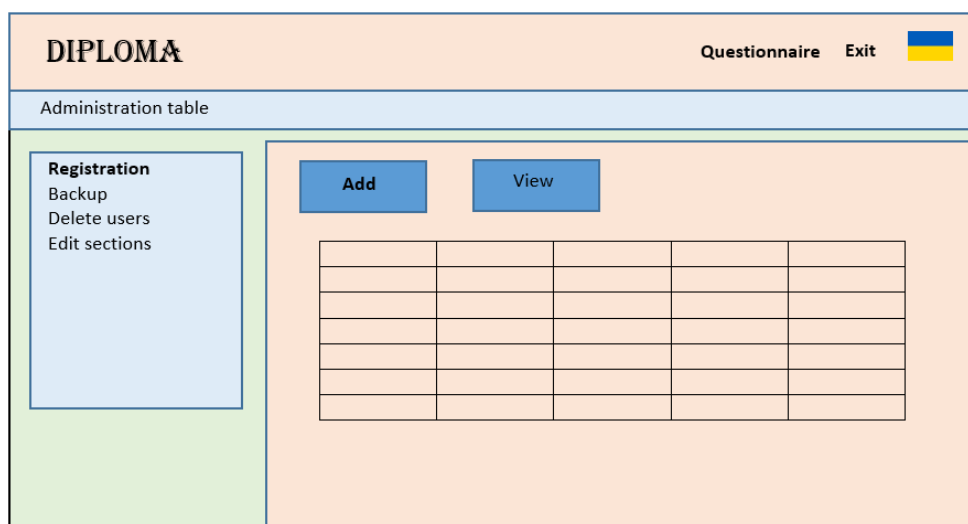 DIPLOMA
Questionnaire Exit
Administration table
Registration
Backup
Delete users
Edit sections
Add
View